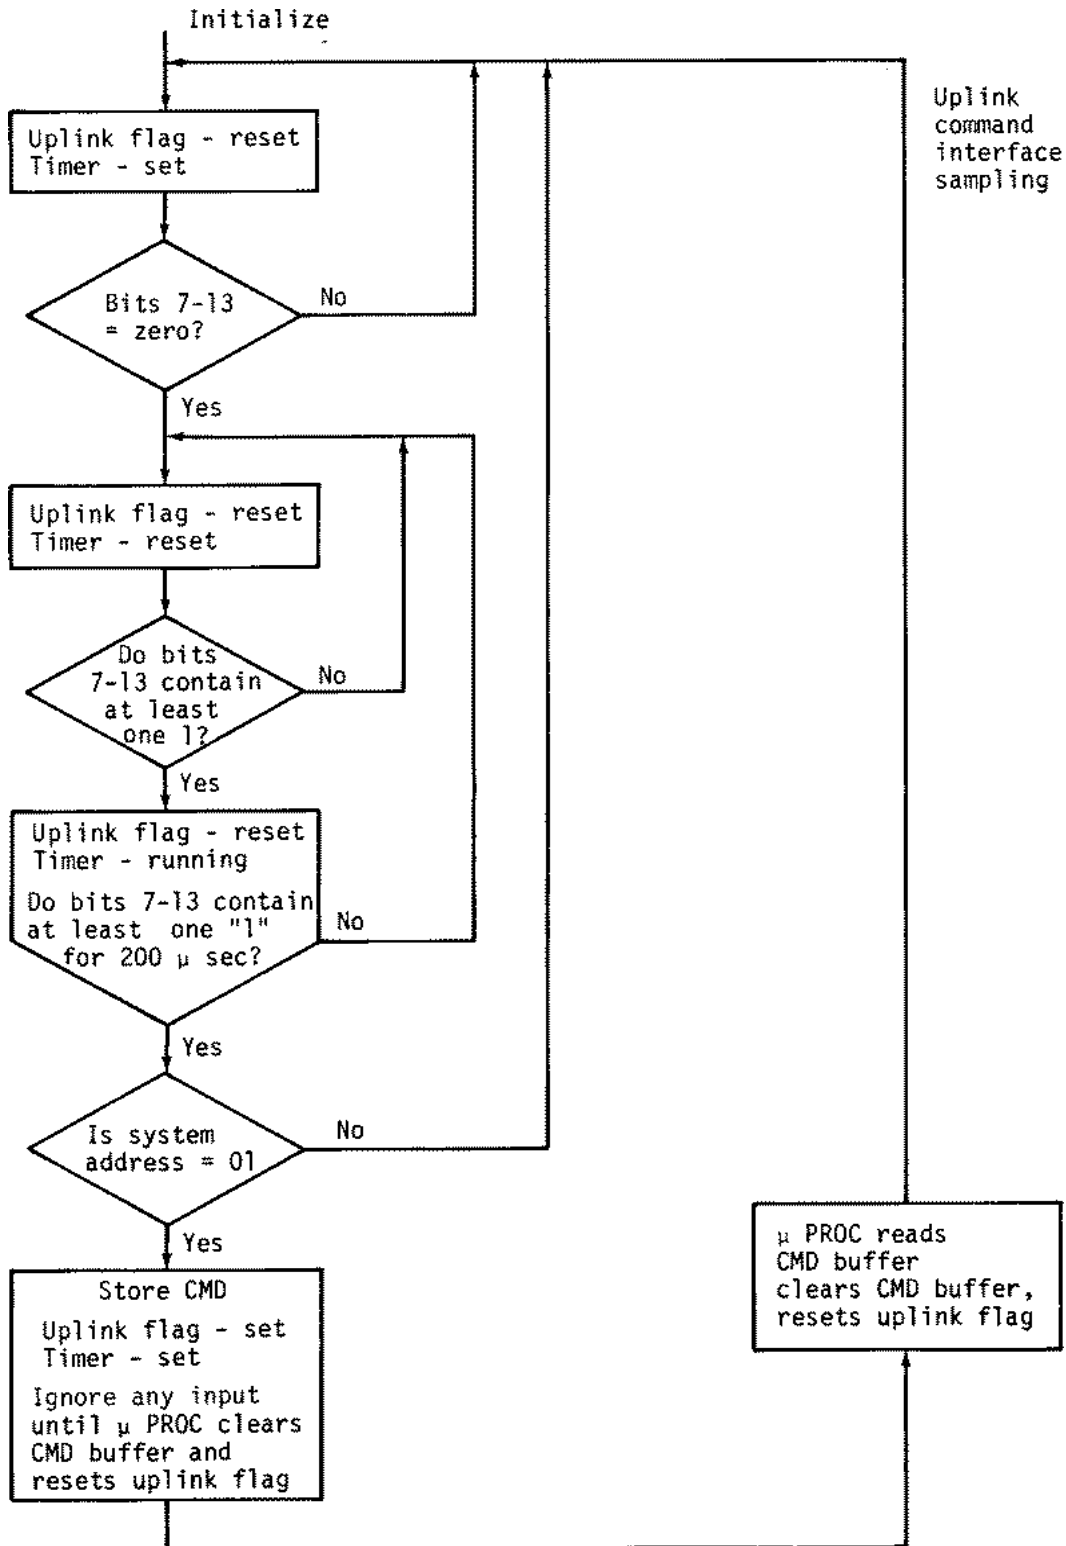 Initialize
Uplink
command
interface
sampling
Uplink flag - reset
Timer - set
Bits 7-13
= zero?
No
Yes
Uplink flag - reset
Timer - reset
Do bits
7-13 contain
at least
one 1?
No
Yes
Uplink flag - reset
Timer - running
Do bits 7-13 contain
at least one "1"
for 200 μ sec?
No
Yes
Is system
address = 01
No
Yes
Store CMD
Uplink flag - set
Timer - set
Ignore any input
until μ PROC clears
CMD buffer and
resets uplink flag
μ PROC reads
CMD buffer
clears CMD buffer,
resets uplink flag